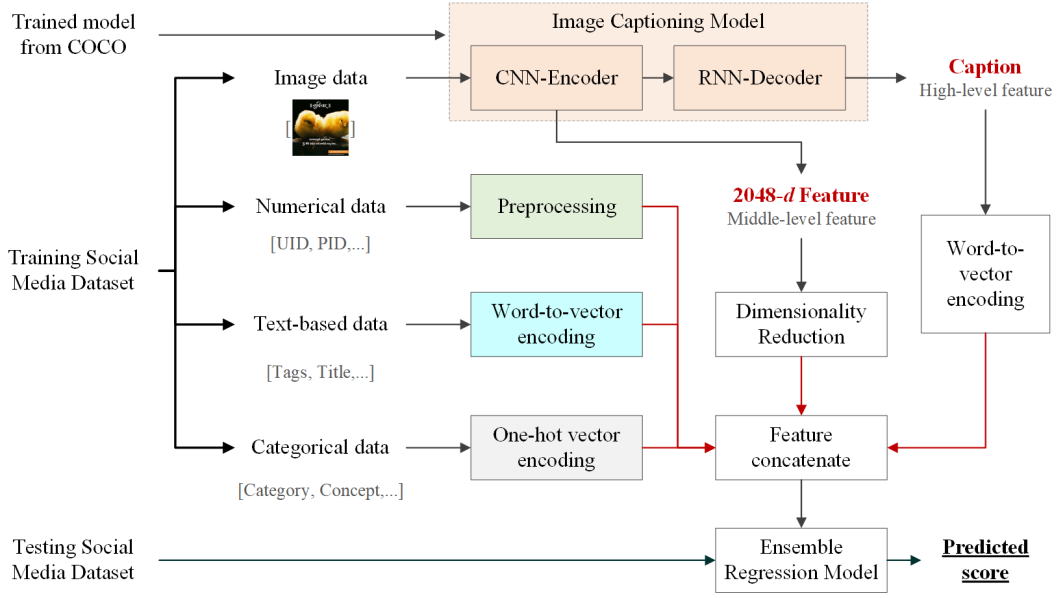 Trained model
from COCO
Image Captioning Model
CNN-Encoder
RNN-Decoder
Caption
High-level feature
Image data
[
]
2048-d Feature
Middle-level feature
Numerical data
[UID, PID,...]
Preprocessing
Training Social
Media Dataset
Word-to-
vector
encoding
Text-based data
[Tags, Title,...]
Word-to-vector
encoding
Dimensionality
Reduction
Categorical data
[Category, Concept,...]
One-hot vector
encoding
Feature
concatenate
Testing Social
Media Dataset
Ensemble
Regression Model
Predicted
score